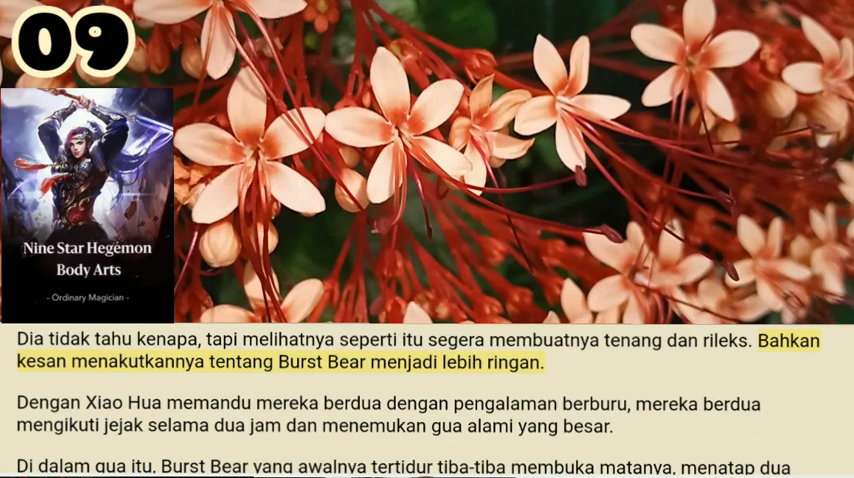 09
Nine Star Hegemon
Body Arts
- Ordinary Magician -
Dia tidak tahu kenapa, tapi melihatnya seperti itu segera membuatnya tenang dan rileks. Bahkan
kesan menakutkannya tentang Burst Bear menjadi lebih ringan.
Dengan Xiao Hua memandu mereka berdua dengan pengalaman berburu, mereka berdua
mengikuti jejak selama dua jam dan menemukan gua alami yang besar.
Di dalam gua itu, Burst Bear yang awalnya tertidur tiba-tiba membuka matanya, menatap dua